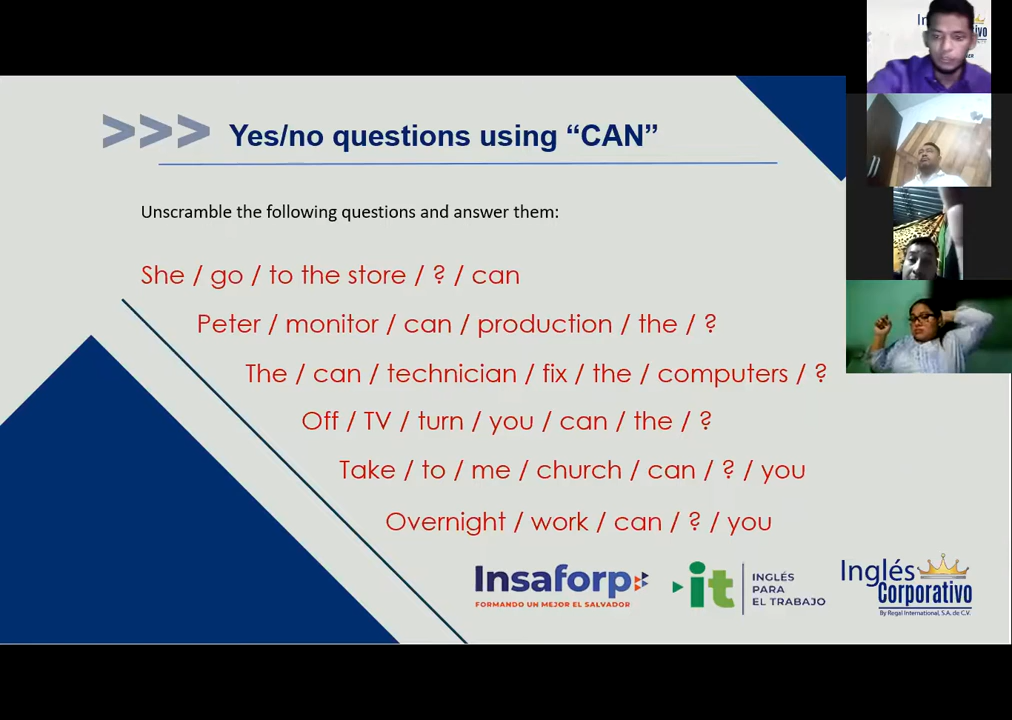 >>> Yes/no questions using “CAN”
Unscramble the following questions and answer them:
She / go / to the store / ? / can
Peter / monitor / can / production / the / ?
The / can / technician / fix / the / computers / ?
Off / TV / turn / you / can / the / ?
Take / to / me / church / can / ? / you
Overnight / work / can / ? / you
Insaforp
FORMANDO UN MEJOR EL SALVADOR
it
INGLÉS
PARA
EL TRABAJO
Inglés
Corporativo
By Regal International, S.A. de C.V.